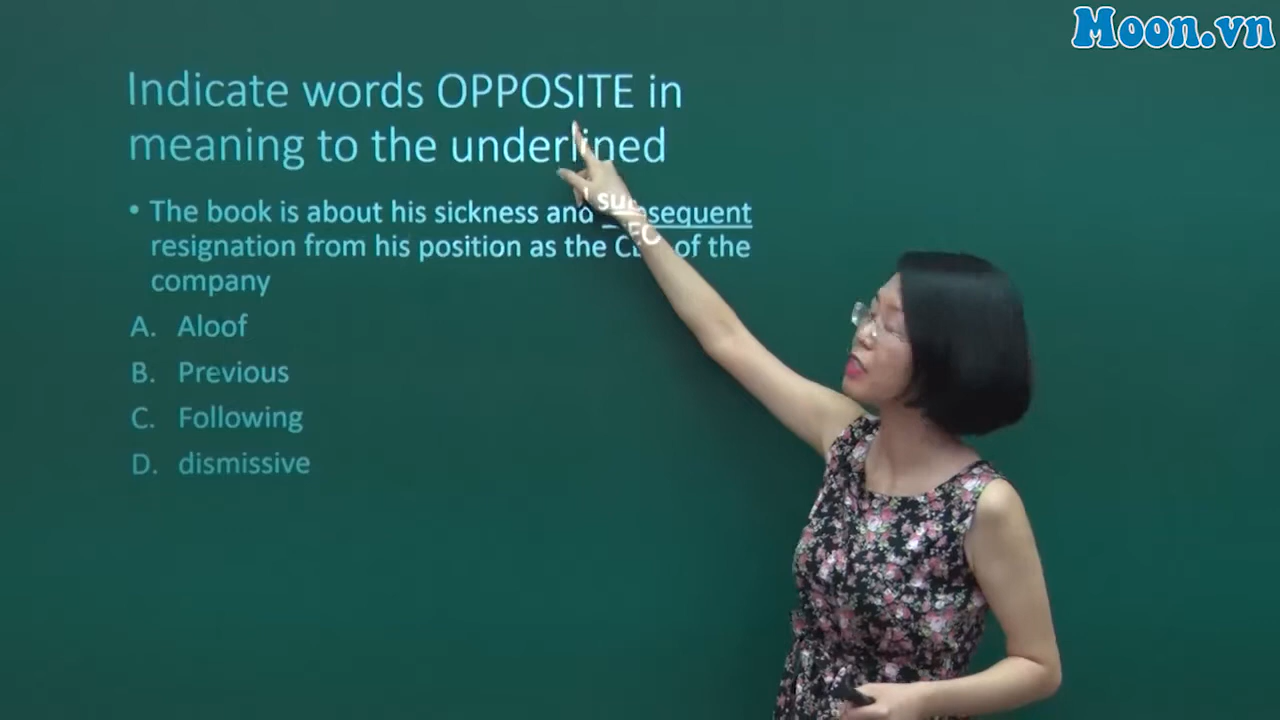 Moon.vn
Indicate words OPPOSITE in
meaning to the underlined
• The book is about his sickness and subsequent
resignation from his position as the CEO of the
company
A. Aloof
B. Previous
C. Following
D. dismissive